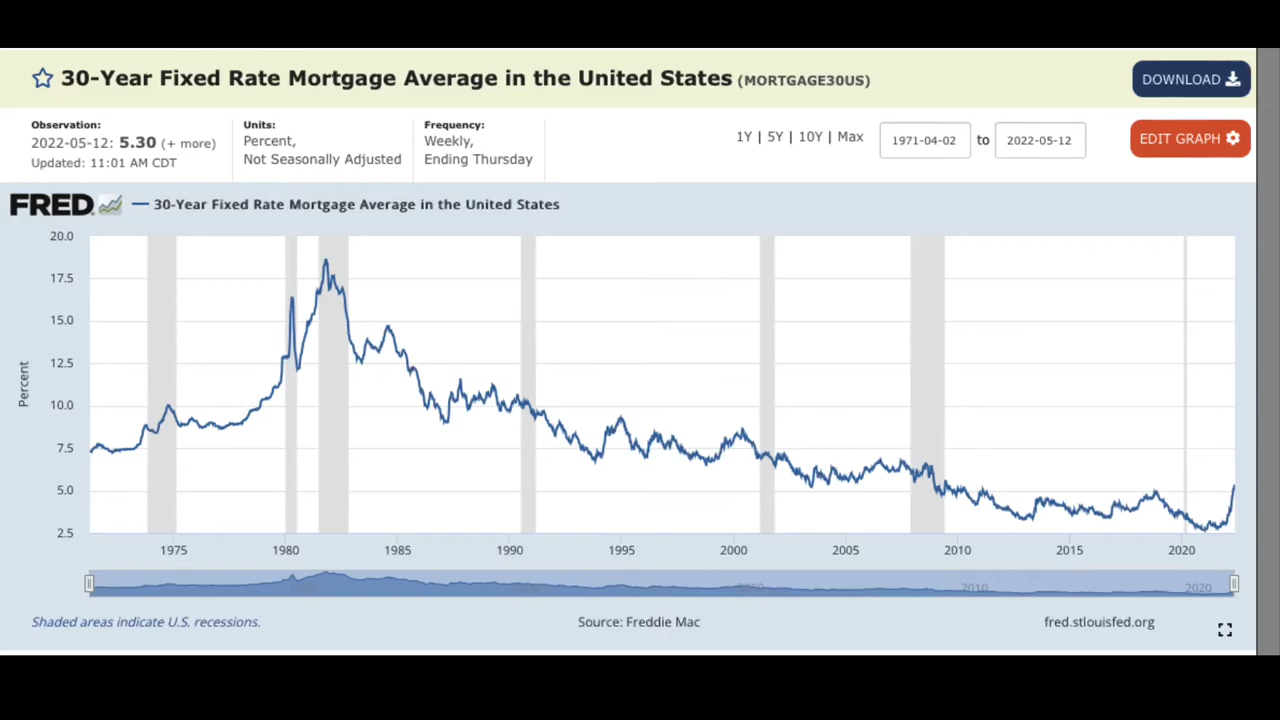 30-Year Fixed Rate Mortgage Average in the United States (MORTGAGE30US)
DOWNLOAD
Observation:
2022-05-12: 5.30 (+ more)
Updated: 11:01 AM CDT
Units:
Percent,
Not Seasonally Adjusted
Frequency:
Weekly,
Ending Thursday
1Y | 5Y | 10Y | Max
1971-04-02 to 2022-05-12
EDIT GRAPH
FRED
30-Year Fixed Rate Mortgage Average in the United States
20.0
17.5
15.0
12.5
10.0
7.5
5.0
2.5
Percent
1975 1980 1985 1990 1995 2000 2005 2010 2015 2020
2000 2010 2020
Shaded areas indicate U.S. recessions.
Source: Freddie Mac
fred.stlouisfed.org